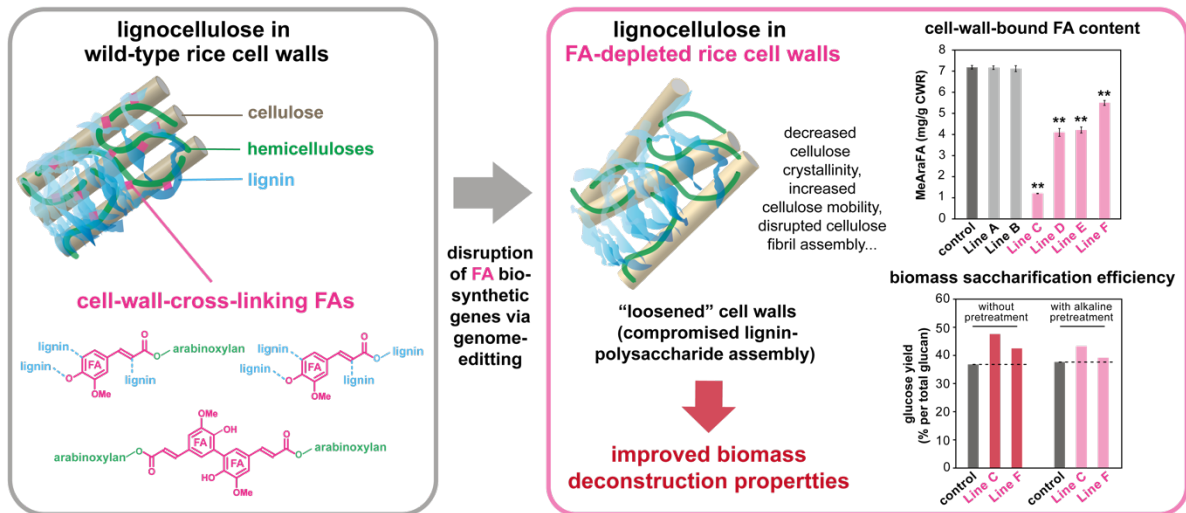 lignocellulose in
wild-type rice cell walls
cellulose
hemicelluloses
lignin
cell-wall-cross-linking FAs
lignin
lignin
O
FA
OMe
lignin
O
O
arabinoxylan
lignin
lignin
O
FA
OMe
lignin
O
O
lignin
arabinoxylan
O
O
OMe
OH
FA
FA
HO
OMe
O
O
arabinoxylan
disruption
of FA bio-
synthetic
genes via
genome-
editting
lignocellulose in
FA-depleted rice cell walls
decreased
cellulose
crystallinity,
increased
cellulose mobility,
disrupted cellulose
fibril assembly...
“loosened” cell walls
(compromised lignin-
polysaccharide assembly)
improved biomass
deconstruction propertties
cell-wall-bound FA content
MeAraFA (mg/g CWR)
8
7
6
5
4
3
2
1
0
**
**
**
**
control
Line A
Line B
Line C
Line D
Line E
Line F
biomass saccharification efficiency
glucose yield
(% per total glucan)
60
50
40
30
20
10
0
without
pretreatment
with alkaline
pretreatment
control
Line C
Line F
control
Line C
Line F